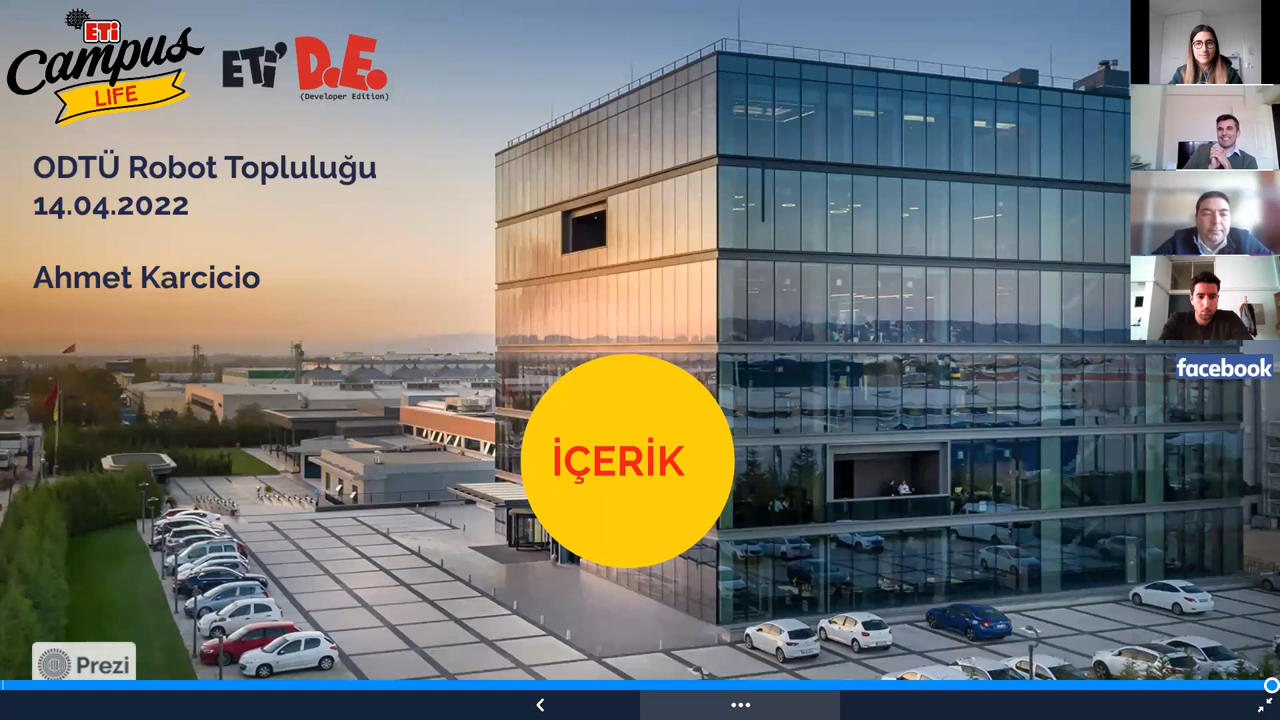 ETİ
Campus
LIFE
ETİ' D.E.
(Developer Edition)
ODTÜ Robot Topluluğu
14.04.2022
Ahmet Karcicio
facebook
İÇERİK
Prezi